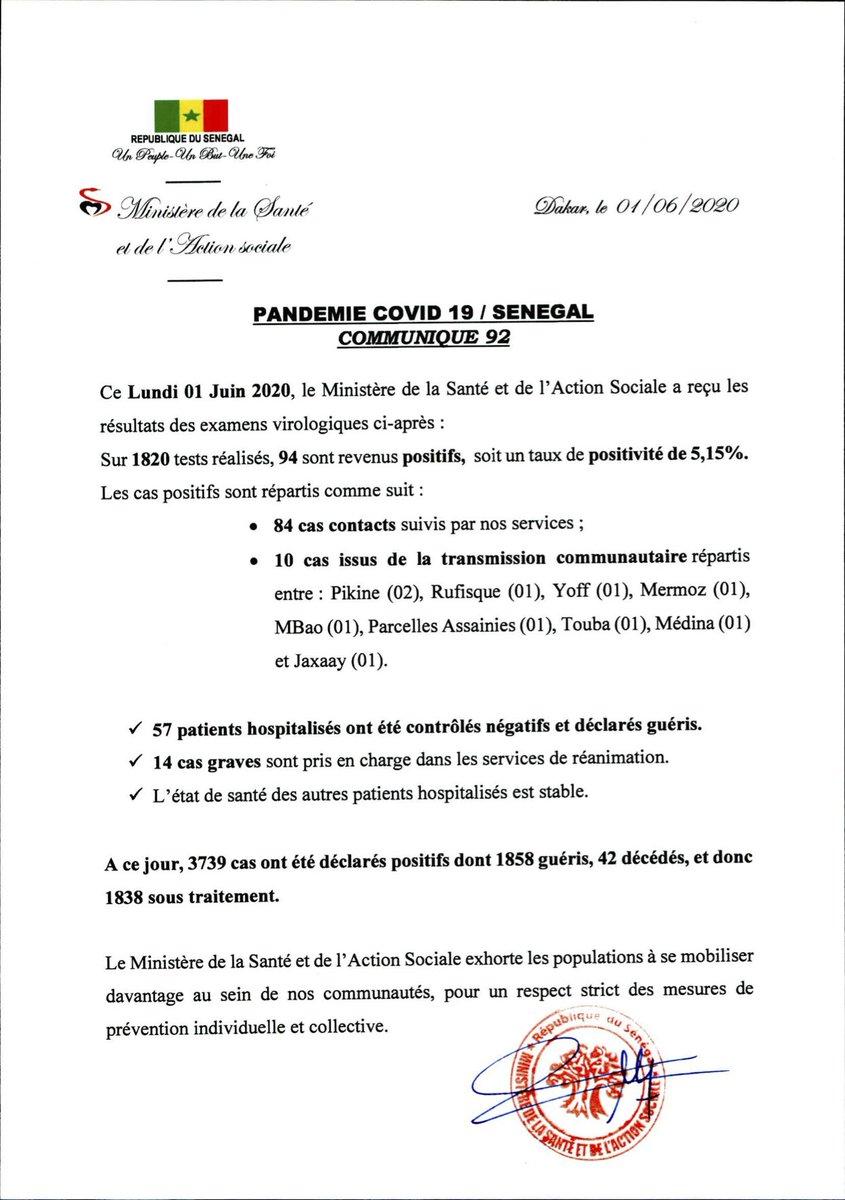 REPUBLIQUE DU SENEGAL
Un Peuple-Un But-Une Foi
Ministère de la Santé
et de l'Action sociale
Dakar, le 01/06/2020
PANDEMIE COVID 19 / SENEGAL
COMMUNIQUE 92
Ce Lundi 01 Juin 2020, le Ministère de la Santé et de l'Action Sociale a reçu les
résultats des examens virologiques ci-après :
Sur 1820 tests réalisés, 94 sont revenus positifs, soit un taux de positivité de 5,15%.
Les cas positifs sont répartis comme suit :
• 84 cas contacts suivis par nos services ;
• 10 cas issus de la transmission communautaire répartis
entre : Pikine (02), Rufisque (01), Yoff (01), Mermoz (01),
MBao (01), Parcelles Assainies (01), Touba (01), Médina (01)
et Jaxaay (01).
✓ 57 patients hospitalisés ont été contrôlés négatifs et déclarés guéris.
✓ 14 cas graves sont pris en charge dans les services de réanimation.
✓ L'état de santé des autres patients hospitalisés est stable.
A ce jour, 3739 cas ont été déclarés positifs dont 1858 guéris, 42 décédés, et donc
1838 sous traitement.
Le Ministère de la Santé et de l'Action Sociale exhorte les populations à se mobiliser
davantage au sein de nos communautés, pour un respect strict des mesures de
prévention individuelle et collective.
République du Sénégal
MINISTERE DE LA SANTÉ ET DE L'ACTION SOCIALE